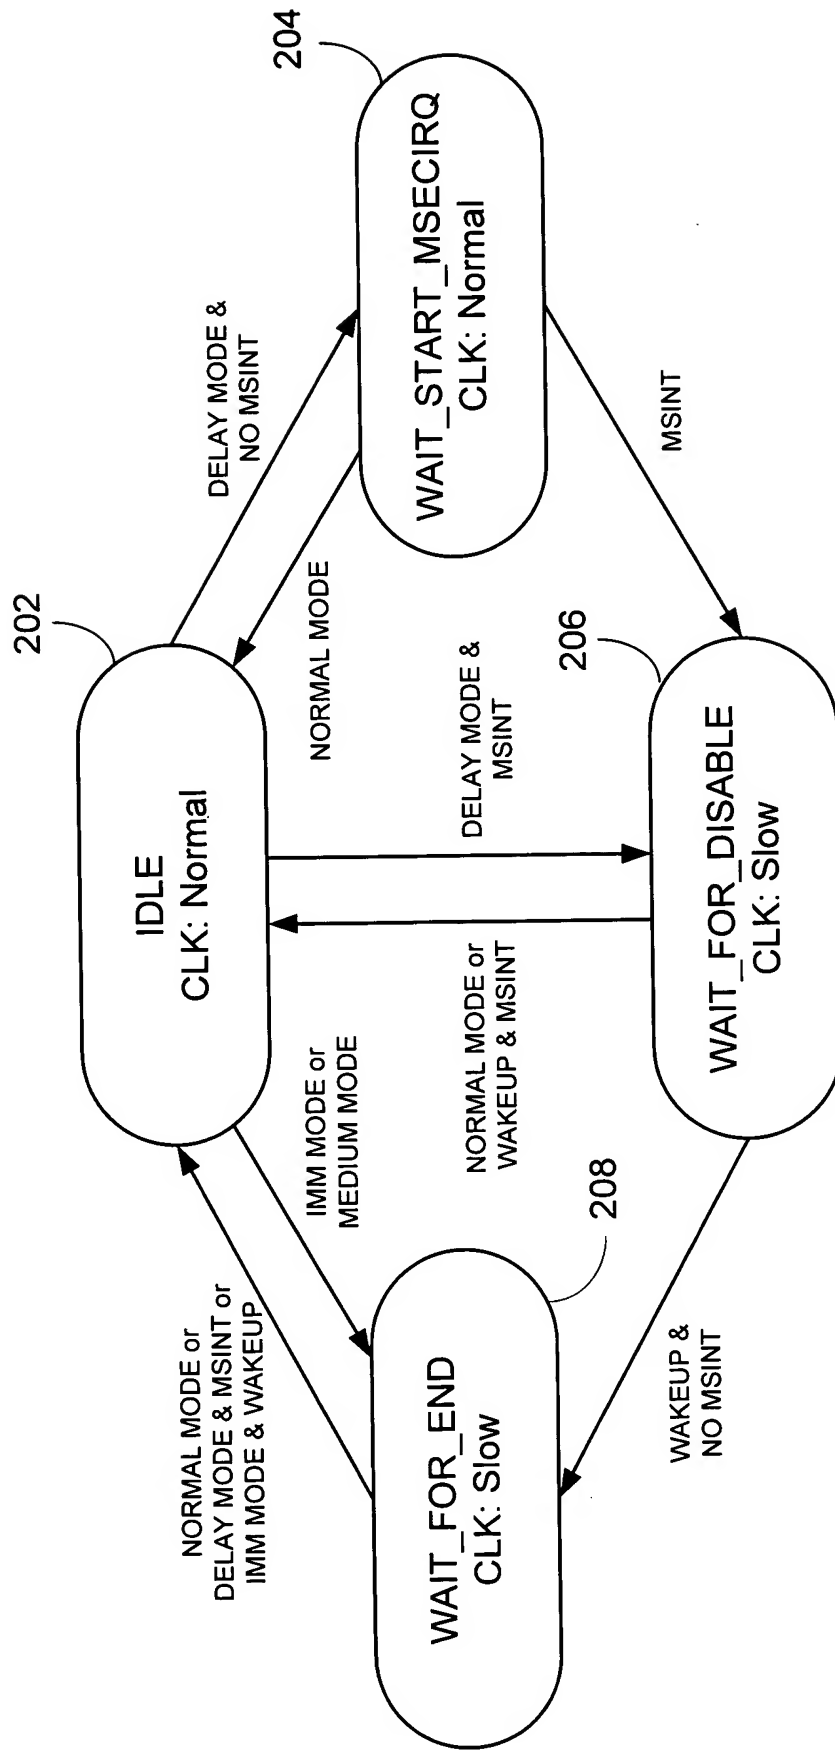 202
IDLE
CLK: Normal
204
WAIT_START_MSECIRQ
CLK: Normal
206
WAIT_FOR_DISABLE
CLK: Slow
208
WAIT_FOR_END
CLK: Slow
NORMAL MODE or
DELAY MODE & MSINT or
IMM MODE & WAKEUP
IMM MODE or
MEDIUM MODE
NORMAL MODE or
WAKEUP & MSINT
DELAY MODE &
MSINT
NORMAL MODE
DELAY MODE &
NO MSINT
MSINT
WAKEUP &
NO MSINT